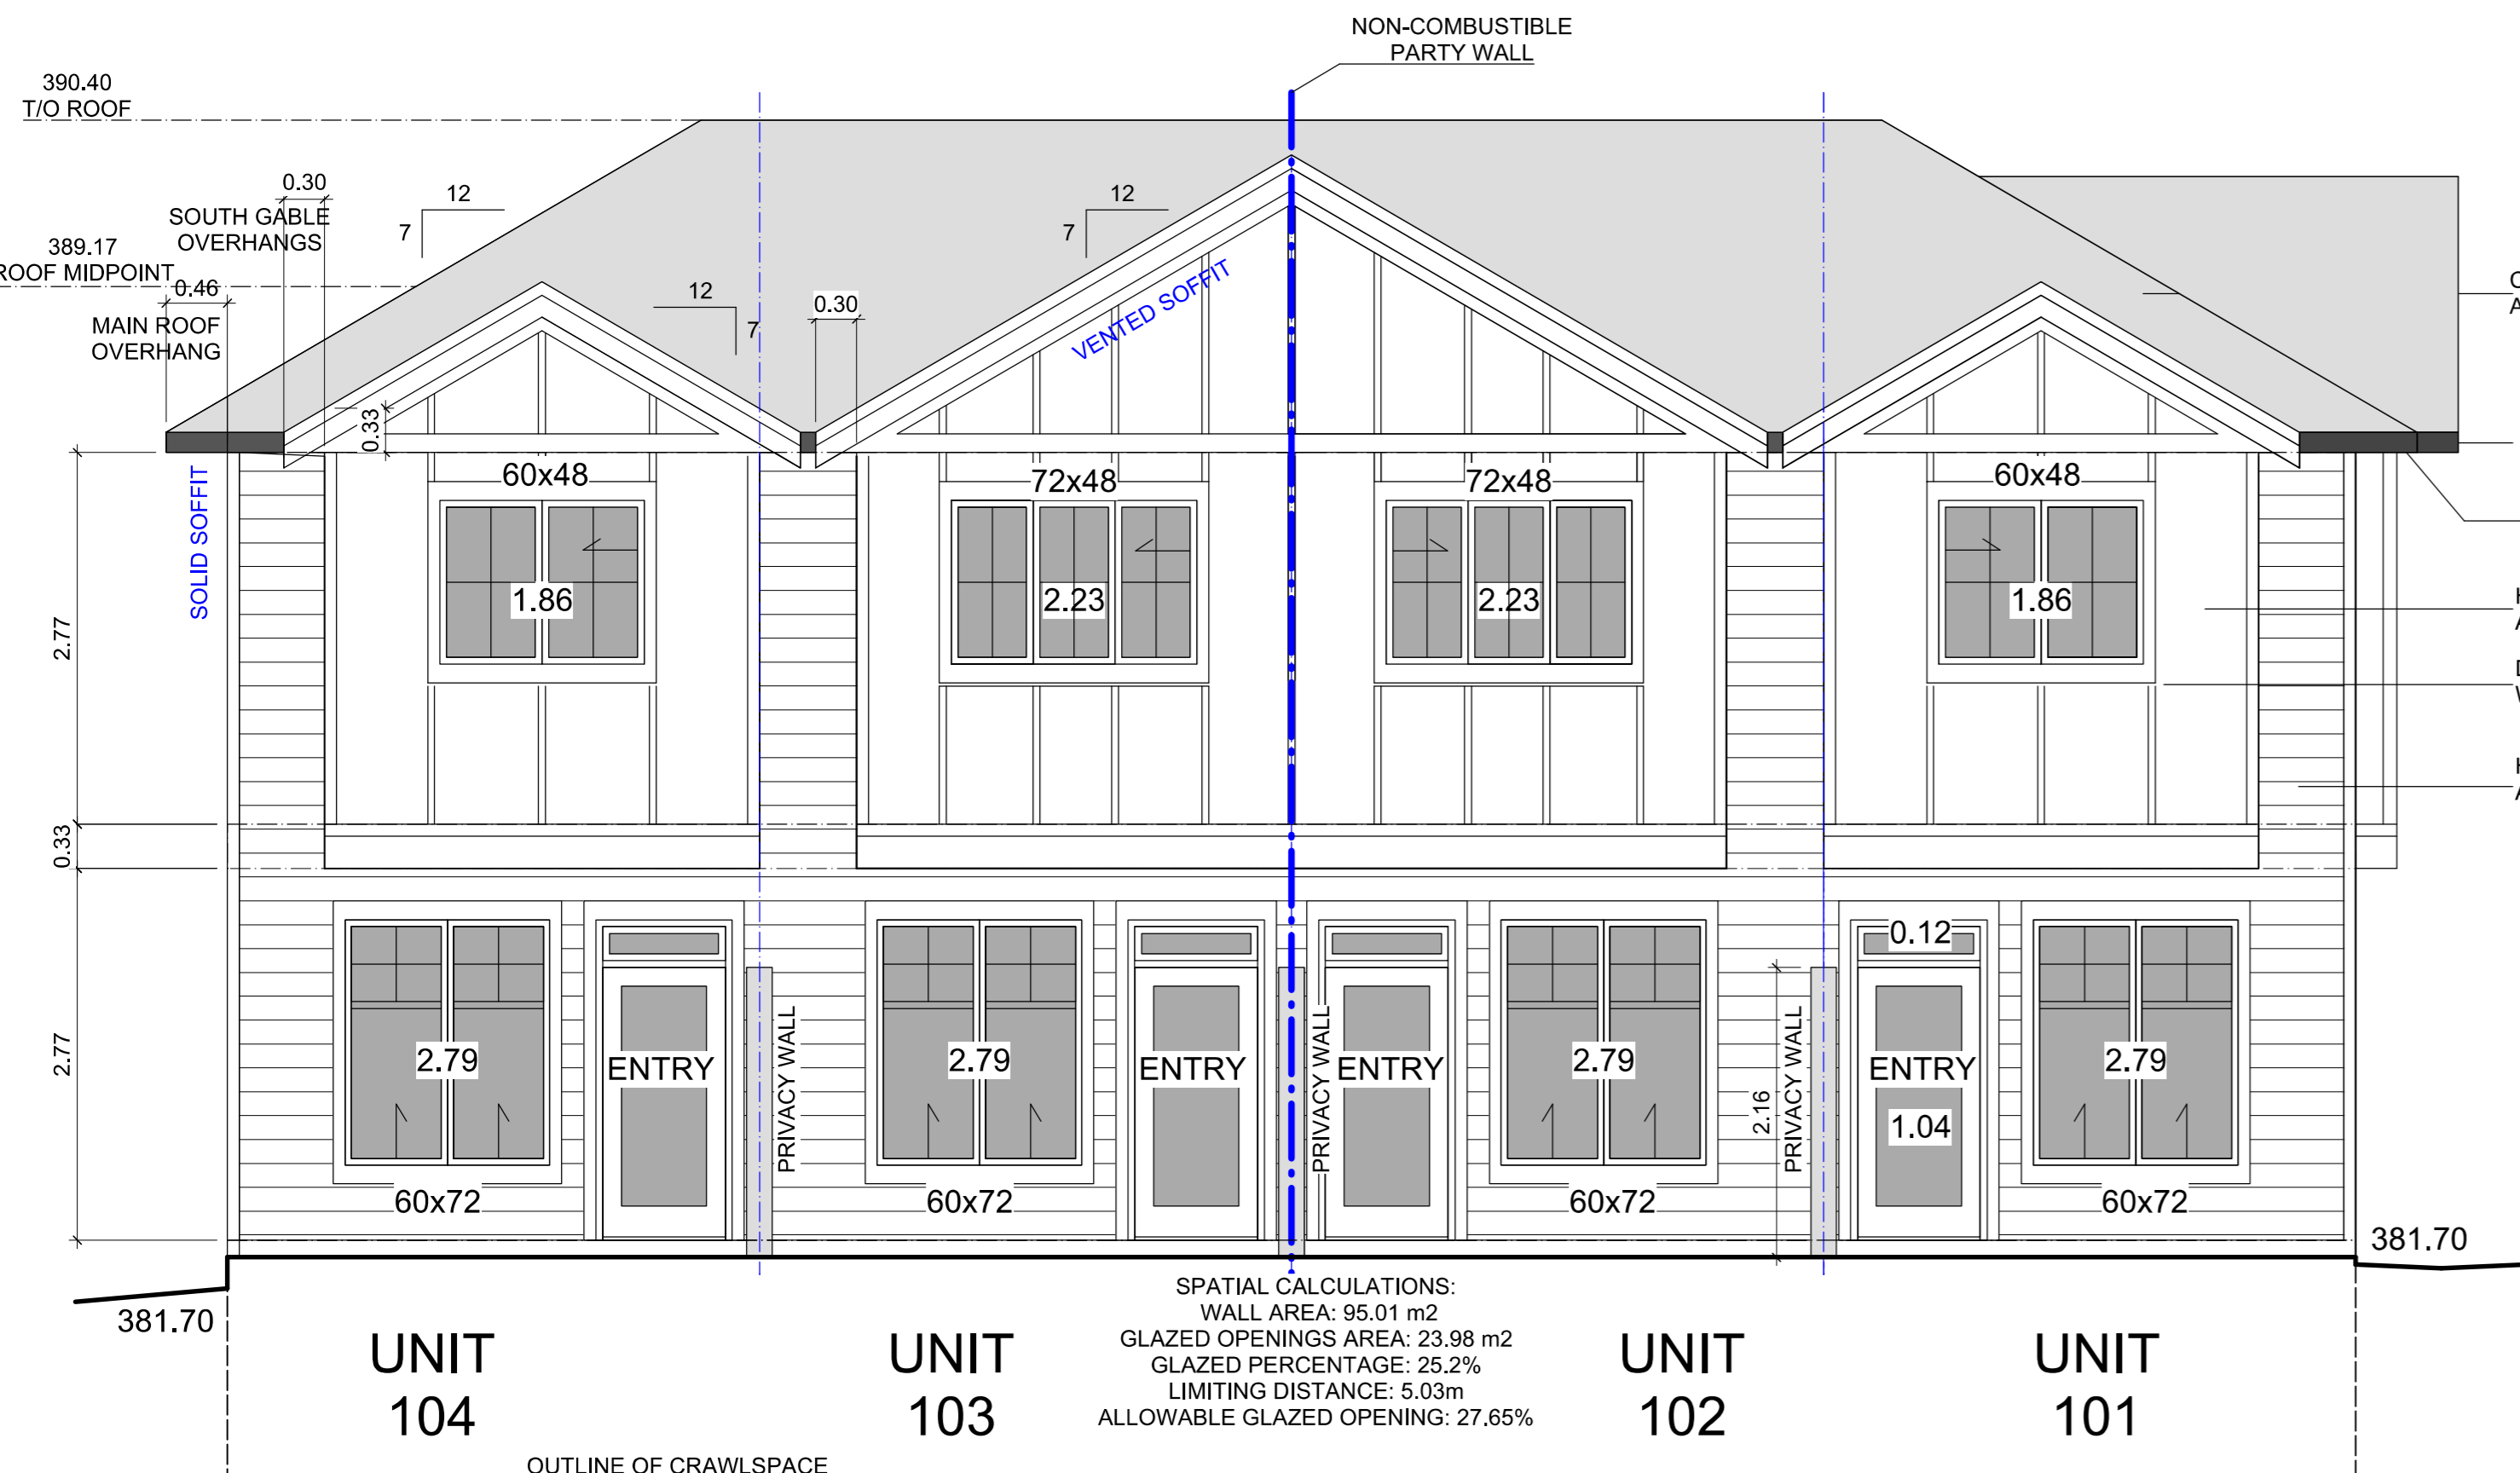 NON-COMBUSTIBLE
PARTY WALL
390.40
T/O ROOF
0.30
12
7
12
7
SOUTH GABLE
OVERHANGS
389.17
ROOF MIDPOINT
0.46
MAIN ROOF
OVERHANG
12
7
0.30
VENTED SOFFIT
0.33
SOLID SOFFIT
60x48
72x48
72x48
60x48
1.86
2.23
2.23
1.86
2.77
0.33
2.77
0.12
2.79
ENTRY
PRIVACY WALL
2.79
ENTRY
PRIVACY WALL
ENTRY
2.79
2.16
PRIVACY WALL
ENTRY
1.04
2.79
60x72
60x72
60x72
60x72
381.70
381.70
SPATIAL CALCULATIONS:
WALL AREA: 95.01 m2
GLAZED OPENINGS AREA: 23.98 m2
GLAZED PERCENTAGE: 25.2%
LIMITING DISTANCE: 5.03m
ALLOWABLE GLAZED OPENING: 27.65%
UNIT
104
UNIT
103
UNIT
102
UNIT
101
OUTLINE OF CRAWLSPACE